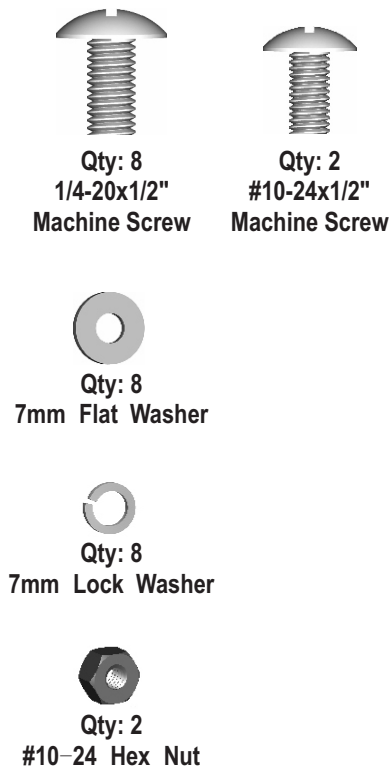 Qty: 8
1/4-20x1/2"
Machine Screw
Qty: 2
#10-24x1/2"
Machine Screw
Qty: 8
7mm Flat Washer
Qty: 8
7mm Lock Washer
Qty: 2
#10-24 Hex Nut